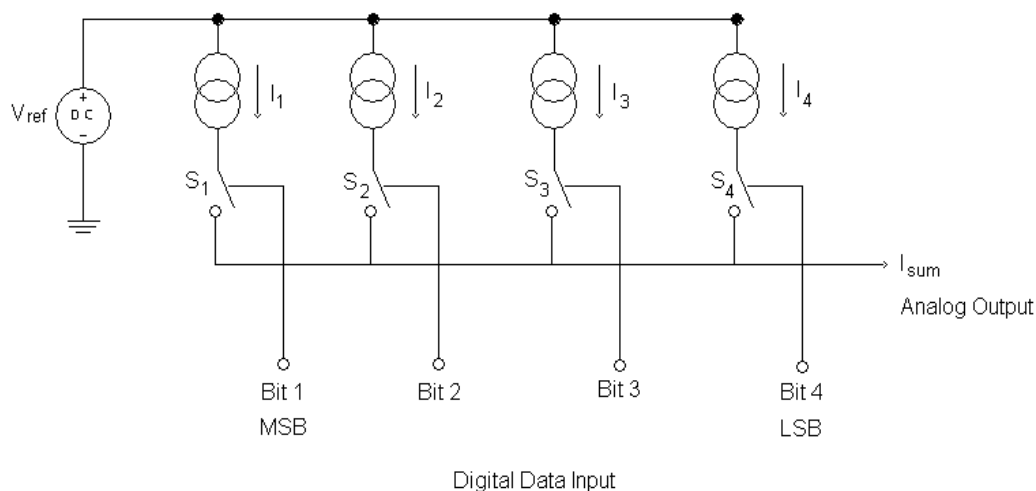 I1
I2
I3
I4
Vref
+
DC
-
S1
S2
S3
S4
Isum
Analog Output
Bit 1
Bit 2
Bit 3
Bit 4
MSB
LSB
Digital Data Input